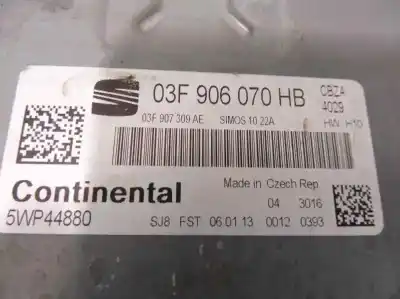 03F 906 070 HB
CBZA
4029
03F 907 309 AE SIMOS 10 22A HW H10
Continental
5WP44880
Made in Czech Rep.
04 3016
SJ8 FST 06.01.13 0012 0393